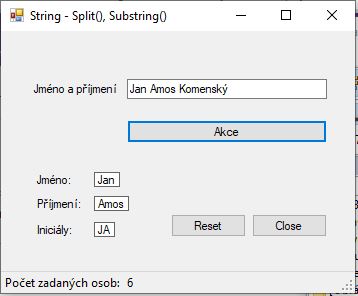 String - Split(), Substring()
Jméno a příjmení Jan Amos Komenský
Akce
Jméno: Jan
Příjmení: Amos
Iniciály: JA
Reset Close
Počet zadaných osob: 6